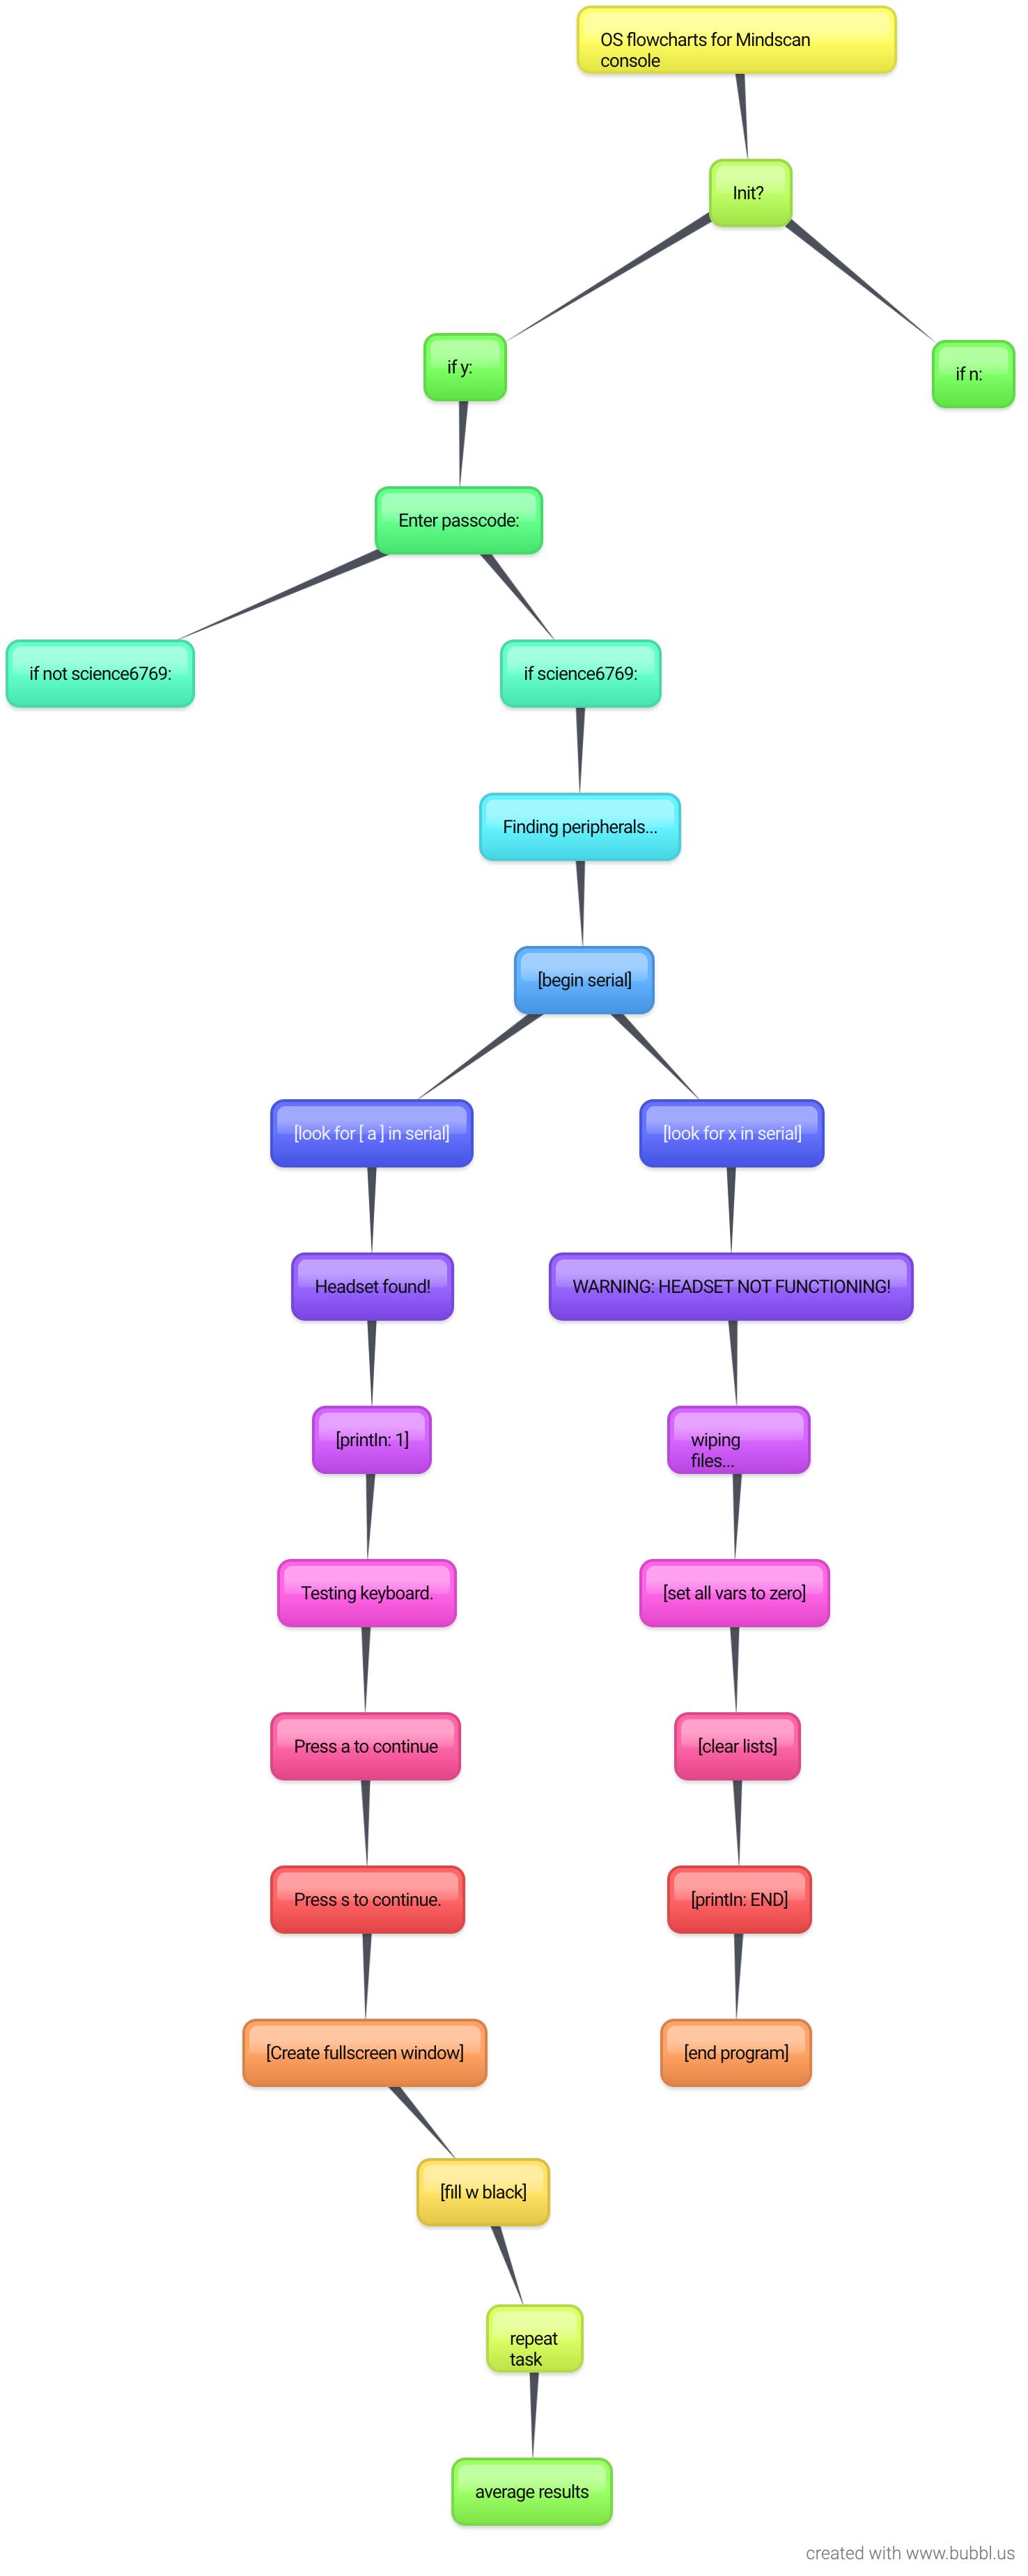 OS flowcharts for Mindscan
console
Init?
if y:
if n:
Enter passcode:
if not science6769:
if science6769:
Finding peripherals...
[begin serial]
[look for [ a ] in serial]
[look for x in serial]
Headset found!
WARNING: HEADSET NOT FUNCTIONING!
[println: 1]
wiping
files...
Testing keyboard.
[set all vars to zero]
Press a to continue
[clear lists]
Press s to continue.
[println: END]
[Create fullscreen window]
[end program]
[fill w black]
repeat
task
average results
created with www.bubbl.us